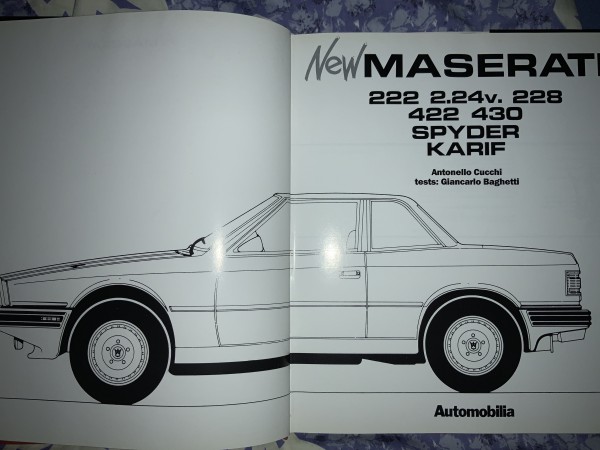 New MASERATI
222 2.24v. 228
422 430
SPYDER
KARIF
Antonello Cucchi
tests: Giancarlo Baghetti
Automobilia